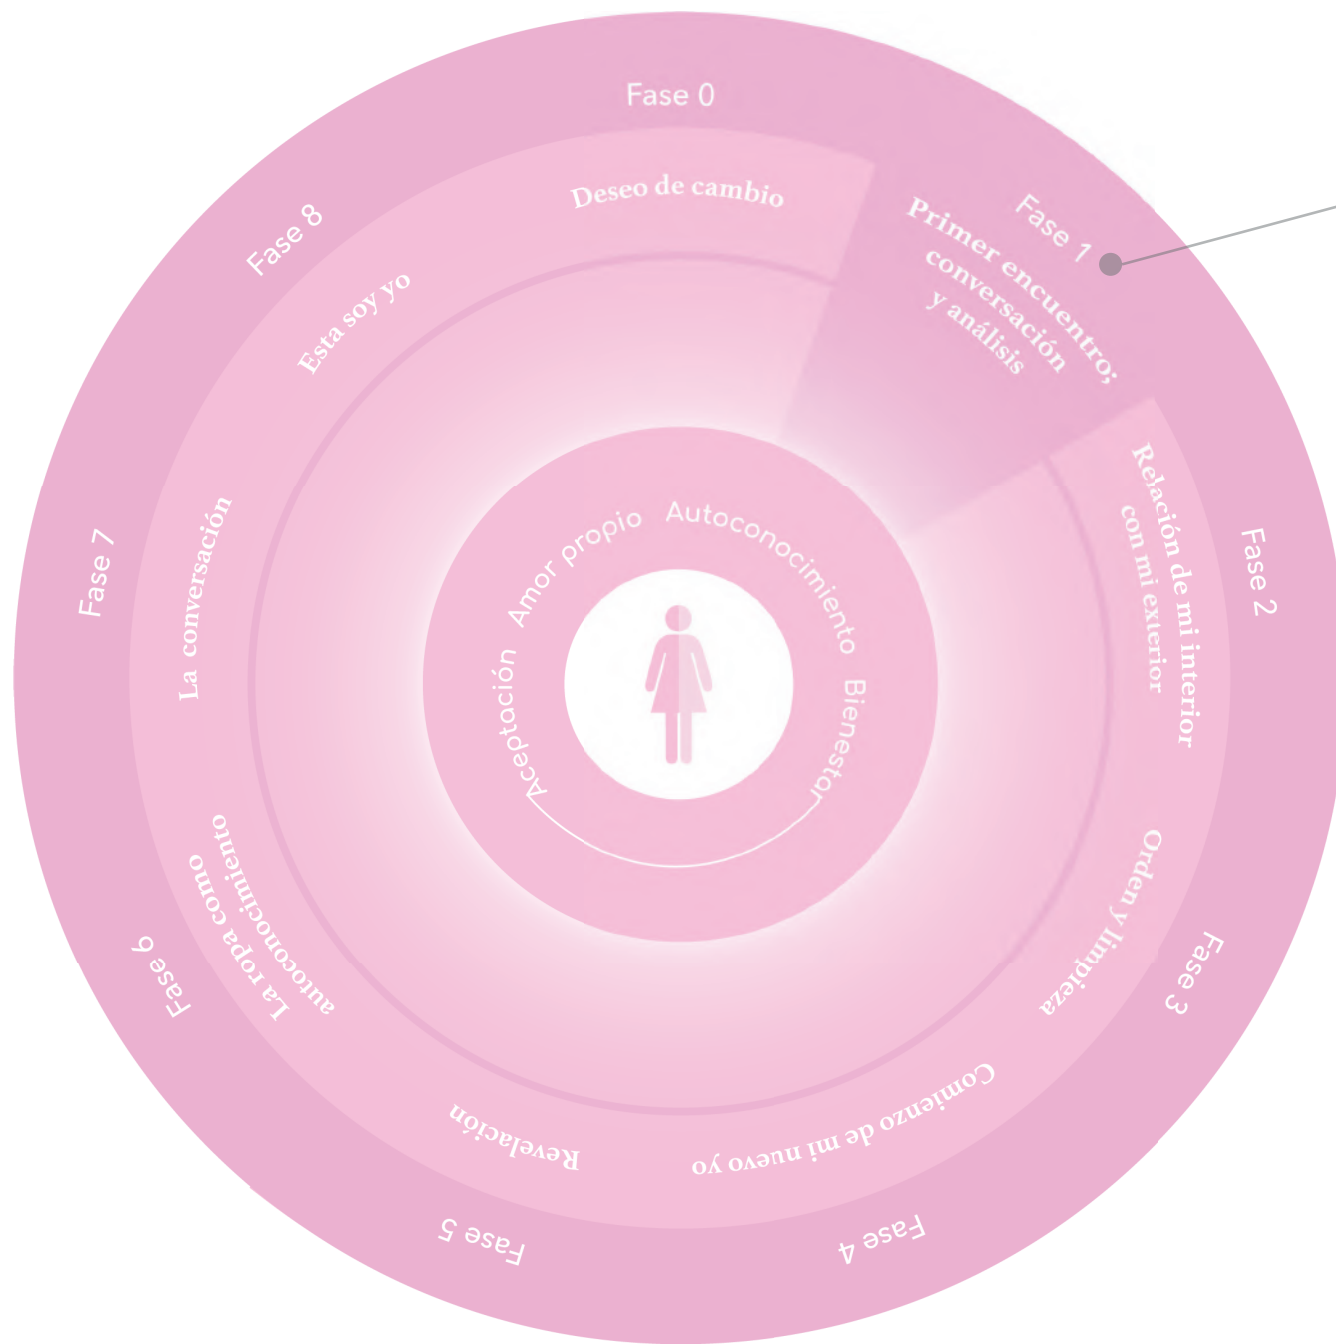 Fase 0
Deseo de cambio
Fase 1
Primer encuentro;
conversación
y análisis
Fase 2
Relación de mi interior
con mi exterior
Fase 3
Orden y limpieza
Fase 4
Comienzo de mi nuevo yo
Fase 5
Revelación
Fase 6
La ropa como
autoconocimiento
Fase 7
La conversación
Fase 8
Esta soy yo
Aceptación Amor propio Autoconocimiento Bienestar